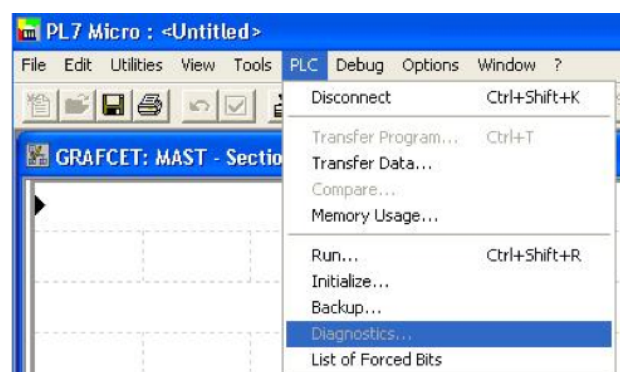 PL7 Micro : <Untitled>
File Edit Utilities View Tools PLC Debug Options Window ?
Disconnect Ctrl+Shift+K
GRAFCET: MAST - Sectio
Transfer Program... Ctrl+T
Transfer Data...
Compare...
Memory Usage...
Run... Ctrl+Shift+R
Initialize...
Backup...
Diagnostics...
List of Forced Bits